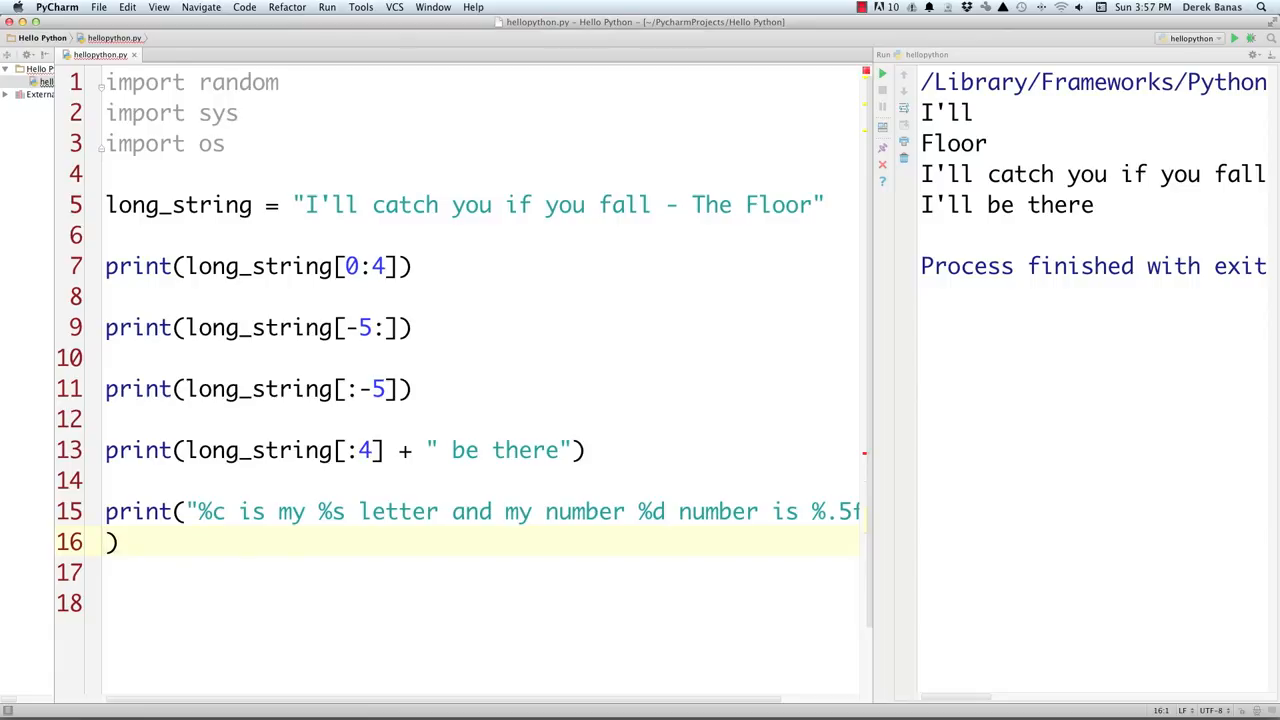 PyCharm File Edit View Navigate Code Refactor Run Tools VCS Window Help 10 Sun 3:57 PM Derek Banas
hellopython.py – Hello Python – [~/PycharmProjects/Hello Python]
Hello Python hellopython.py hellopython
hellopython.py Run hellopython
Hello P
hell
Externa
1 import random
2 import sys
3 import os
4
5 long_string = "I'll catch you if you fall - The Floor"
6
7 print(long_string[0:4])
8
9 print(long_string[-5:])
10
11 print(long_string[:-5])
12
13 print(long_string[:4] + " be there")
14
15 print("%c is my %s letter and my number %d number is %.5f
16 )
17
18
/Library/Frameworks/Python
I'll
Floor
I'll catch you if you fall
I'll be there
Process finished with exit
16:1 LF UTF-8